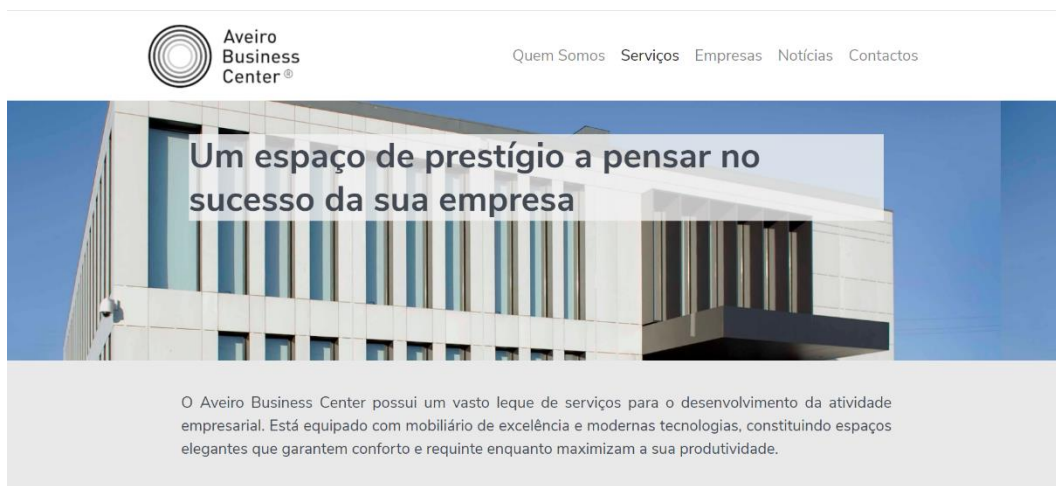 Aveiro
Business
Center ®
Quem Somos Serviços Empresas Notícias Contactos
Um espaço de prestígio a pensar no
sucesso da sua empresa
O Aveiro Business Center possui um vasto leque de serviços para o desenvolvimento da atividade
empresarial. Está equipado com mobiliário de excelência e modernas tecnologias, constituindo espaços
elegantes que garantem conforto e requinte enquanto maximizam a sua produtividade.